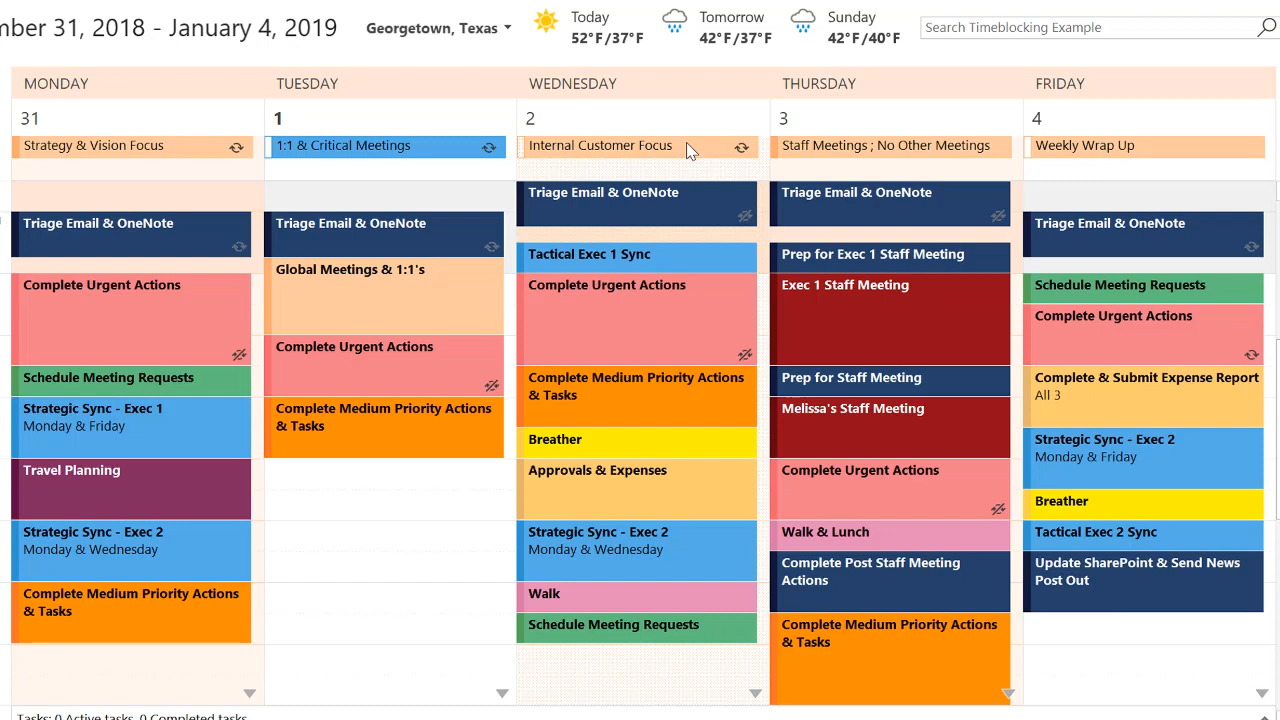 mber 31, 2018 - January 4, 2019
Georgetown, Texas
Today
52°F/37°F
Tomorrow
42°F/37°F
Sunday
42°F/40°F
Search Timeblocking Example
MONDAY
TUESDAY
WEDNESDAY
THURSDAY
FRIDAY
31
1
2
3
4
Strategy & Vision Focus
1:1 & Critical Meetings
Internal Customer Focus
Staff Meetings ; No Other Meetings
Weekly Wrap Up
Triage Email & OneNote
Complete Urgent Actions
Schedule Meeting Requests
Strategic Sync - Exec 1
Monday & Friday
Travel Planning
Strategic Sync - Exec 2
Monday & Wednesday
Complete Medium Priority Actions
& Tasks
Triage Email & OneNote
Global Meetings & 1:1's
Complete Urgent Actions
Complete Medium Priority Actions
& Tasks
Triage Email & OneNote
Tactical Exec 1 Sync
Complete Urgent Actions
Complete Medium Priority Actions
& Tasks
Breather
Approvals & Expenses
Strategic Sync - Exec 2
Monday & Wednesday
Walk
Schedule Meeting Requests
Triage Email & OneNote
Prep for Exec 1 Staff Meeting
Exec 1 Staff Meeting
Prep for Staff Meeting
Melissa's Staff Meeting
Complete Urgent Actions
Walk & Lunch
Complete Post Staff Meeting
Actions
Complete Medium Priority Actions
& Tasks
Triage Email & OneNote
Schedule Meeting Requests
Complete Urgent Actions
Complete & Submit Expense Report
All 3
Strategic Sync - Exec 2
Monday & Friday
Breather
Tactical Exec 2 Sync
Update SharePoint & Send News
Post Out
Tasks: 0 Active tasks, 0 Completed tasks